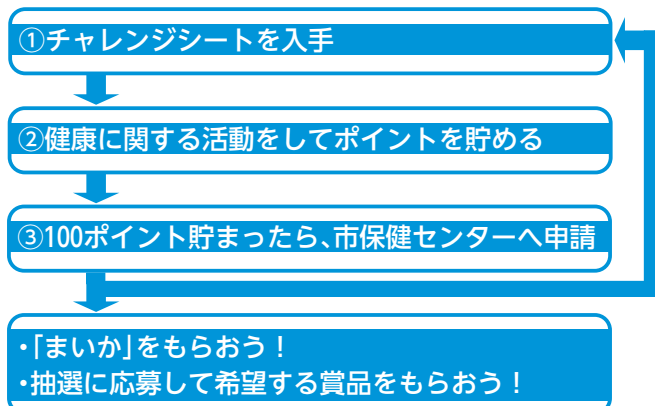 ①チャレンジシートを入手
②健康に関する活動をしてポイントを貯める
③100ポイント貯まったら、市保健センターへ申請
・「まいか」をもらおう！
・抽選に応募して希望する賞品をもらおう！